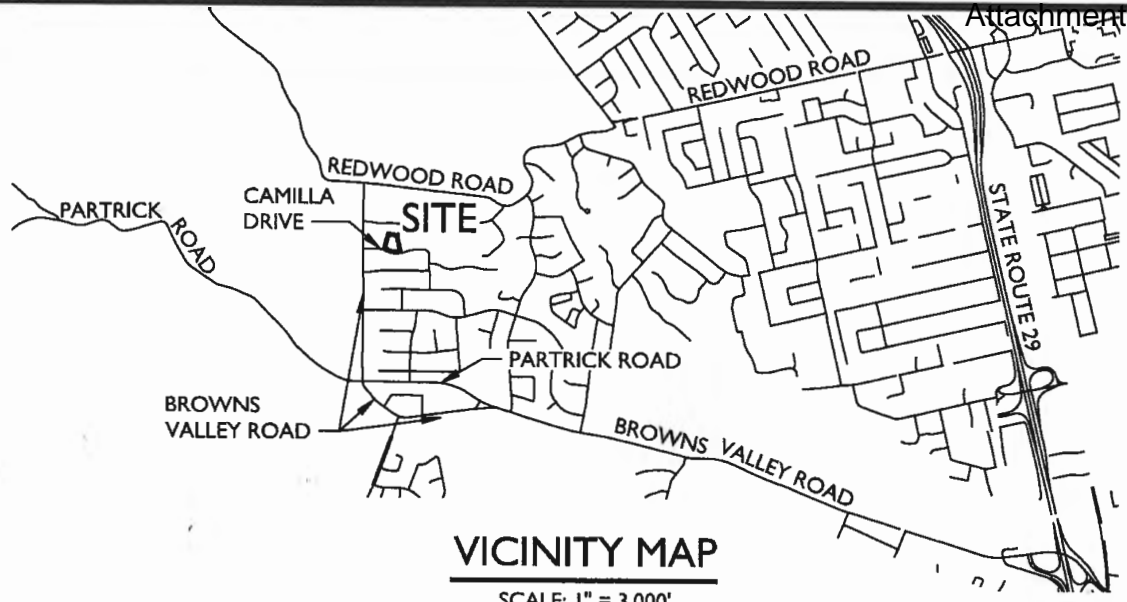 Attachment
REDWOOD ROAD
REDWOOD ROAD
CAMILLA
DRIVE
SITE
PARTRICK ROAD
STATE ROUTE 29
PARTRICK ROAD
BROWNS
VALLEY ROAD
BROWNS VALLEY ROAD
VICINITY MAP
SCALE: 1" = 3,000'